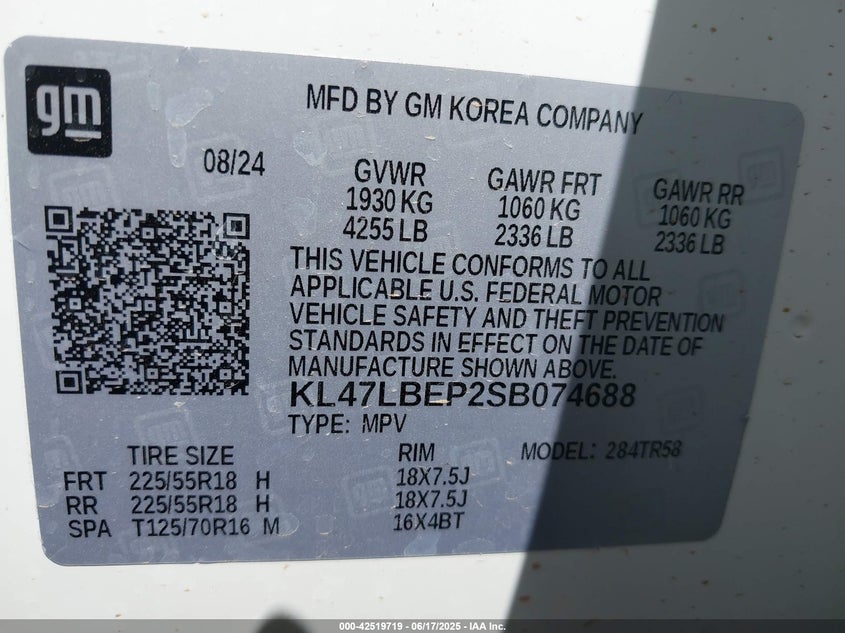 gm
MFD BY GM KOREA COMPANY
08/24
GVWR GAWR FRT GAWR RR
1930 KG 1060 KG 1060 KG
4255 LB 2336 LB 2336 LB
THIS VEHICLE CONFORMS TO ALL
APPLICABLE U.S. FEDERAL MOTOR
VEHICLE SAFETY AND THEFT PREVENTION
STANDARDS IN EFFECT ON THE DATE OF
MANUFACTURE SHOWN ABOVE.
KL47LBEP2SB074688
TYPE: MPV
TIRE SIZE RIM MODEL: 284TR58
FRT 225/55R18 H 18X7.5J
RR 225/55R18 H 18X7.5J
SPA T125/70R16 M 16X4BT
000-42519719 - 06/17/2025 - IAA Inc.